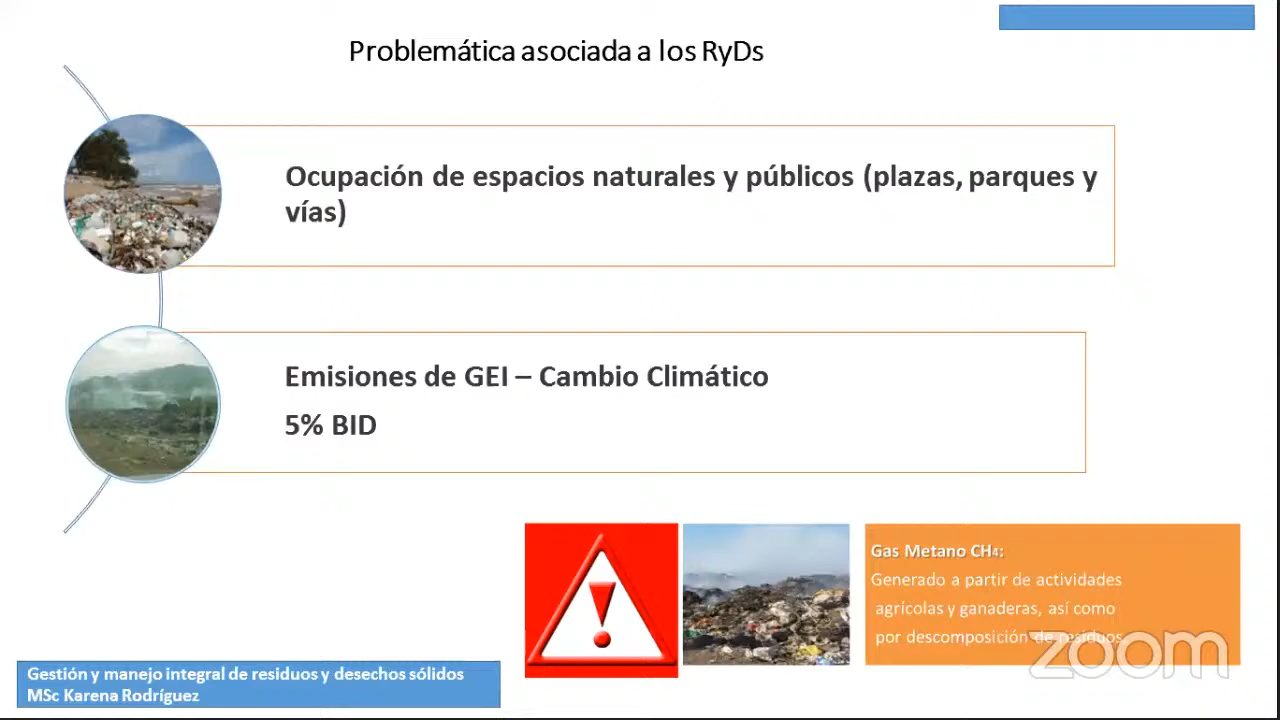 Problemática asociada a los RyDs
Ocupación de espacios naturales y públicos (plazas, parques y
vías)
Emisiones de GEI – Cambio Climático
5% BID
Gas Metano CH₄:
Generado a partir de actividades
agrícolas y ganaderas, así como
por descomposición de residuos
zoom
Gestión y manejo integral de residuos y desechos sólidos
MSc Karena Rodríguez